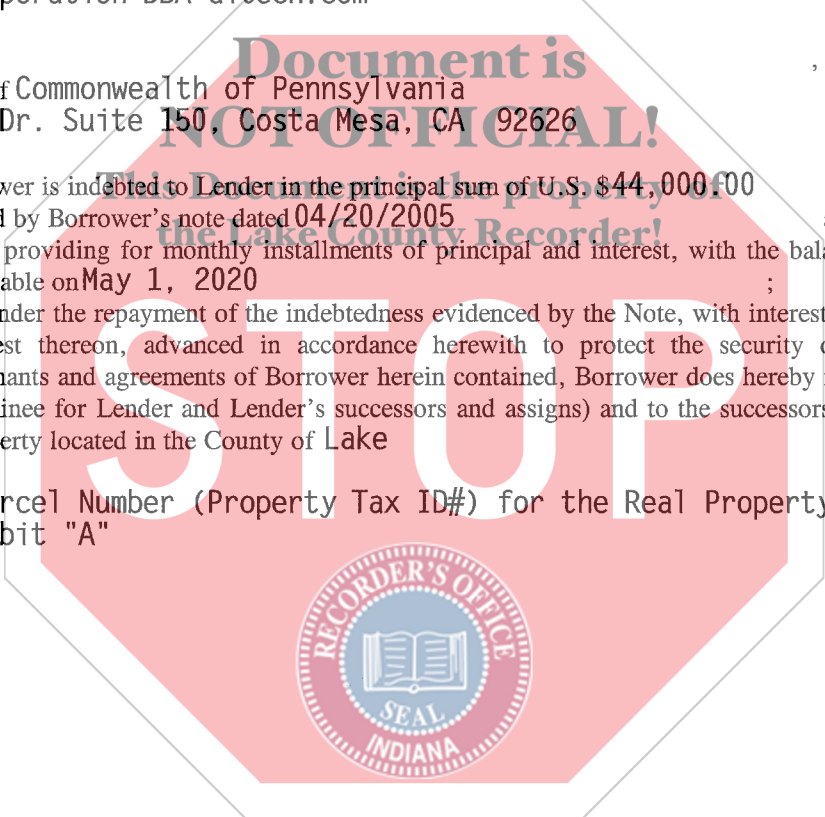 DBA
Document is
f Commonwealth of Pennsylvania
Dr. Suite 150, Costa Mesa, CA 92626
NOT OFFICIAL!
wer is indebted to Lender in the principal sum of U.S. $44,000.00
This Document is the property of
d by Borrower's note dated 04/20/2005
the Lake County Recorder!
providing for monthly installments of principal and interest, with the bala
able on May 1, 2020 ;
nder the repayment of the indebtedness evidenced by the Note, with interest
est thereon, advanced in accordance herewith to protect the security o
nants and agreements of Borrower herein contained, Borrower does hereby
inee for Lender and Lender's successors and assigns) and to the successors
erty located in the County of Lake
STOP
rcel Number (Property Tax ID#) for the Real Property
bit "A"
RECORDER'S OFFICE
SEAL
INDIANA